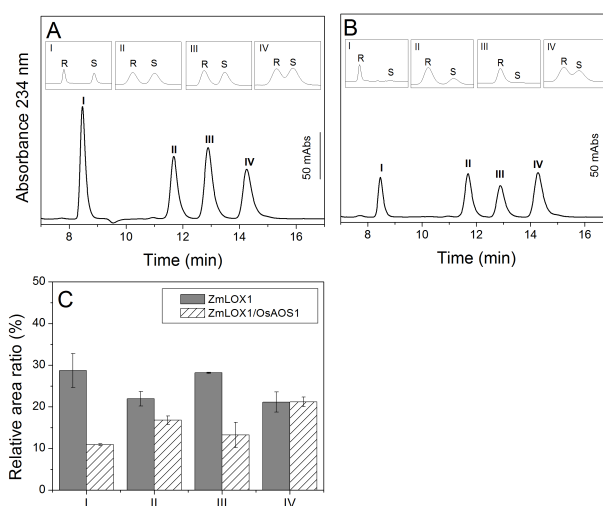 A
B
I
II
III
IV
R
S
R
S
R
S
R
S
I
II
III
IV
R
S
R
S
R
S
R
S
Absorbance 234 nm
I
II
III
IV
50 mAbs
I
II
III
IV
50 mAbs
8
10
12
14
16
Time (min)
8
10
12
14
16
Time (min)
C
ZmLOX1
ZmLOX1/OsAOS1
Relative area ratio (%)
50
40
30
20
10
0
I
II
III
IV